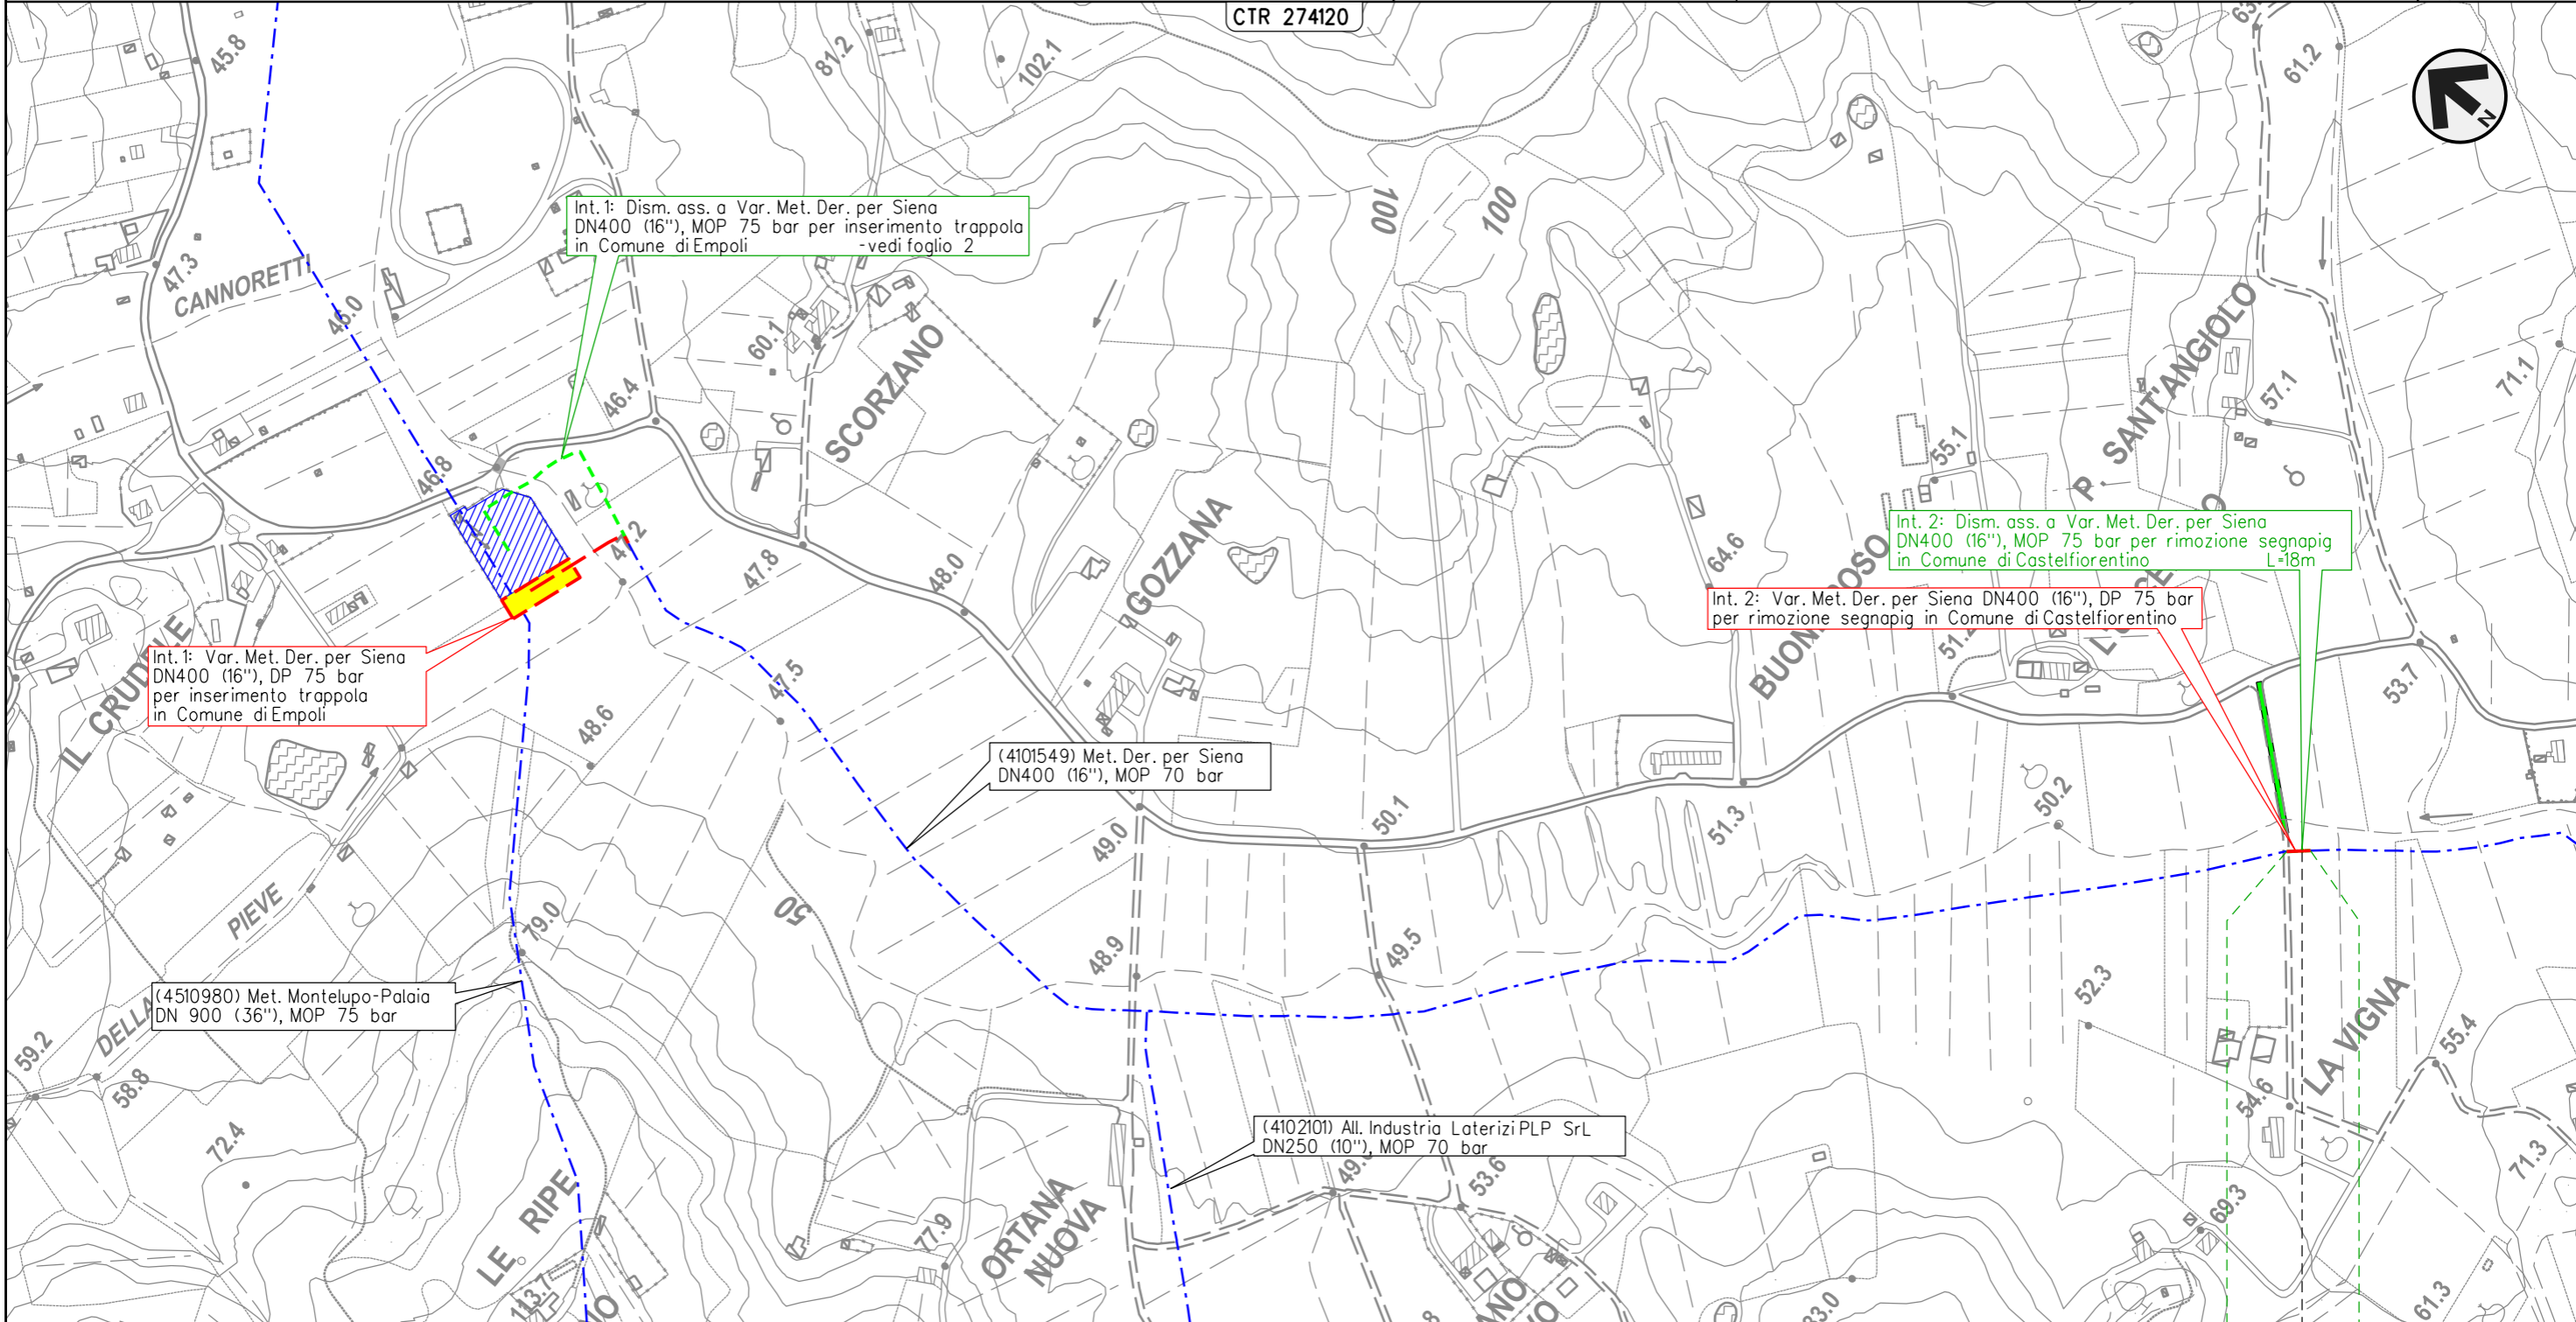 CTR 274120
45.8
81.2
102.1
63.
61.2
N
100
100
Int. 1: Dism. ass. a Var. Met. Der. per Siena
DN400 (16"), MOP 75 bar per inserimento trappola
in Comune di Empoli -vedi foglio 2
47.3
CANNORETTI
46.0
60.1
SCORZANO
46.4
46.8
P. SANT'ANGIOLO
57.1
71.1
55.1
47.2
47.8
48.0
GOZZANA
64.6
Int. 2: Dism. ass. a Var. Met. Der. per Siena
DN400 (16"), MOP 75 bar per rimozione segnapig
in Comune di Castelfiorentino L=18m
Int. 2: Var. Met. Der. per Siena DN400 (16"), DP 75 bar
per rimozione segnapig in Comune di Castelfiorentino
51.2
IL CRUDELE
Int. 1: Var. Met. Der. per Siena
DN400 (16"), DP 75 bar
per inserimento trappola
in Comune di Empoli
47.5
48.6
53.7
(4101549) Met. Der. per Siena
DN400 (16"), MOP 70 bar
49.0
50.1
51.3
50.2
PIEVE
DELLA
79.0
50
48.9
49.5
52.3
LA VIGNA
55.4
54.6
(4510980) Met. Montelupo-Palaia
DN 900 (36"), MOP 75 bar
59.2
58.8
72.4
(4102101) All. Industria Laterizi PLP SrL
DN250 (10"), MOP 70 bar
53.6
71.3
69.3
LE RIPE
77.9
ORTANA
NUOVA
113.7
61.3